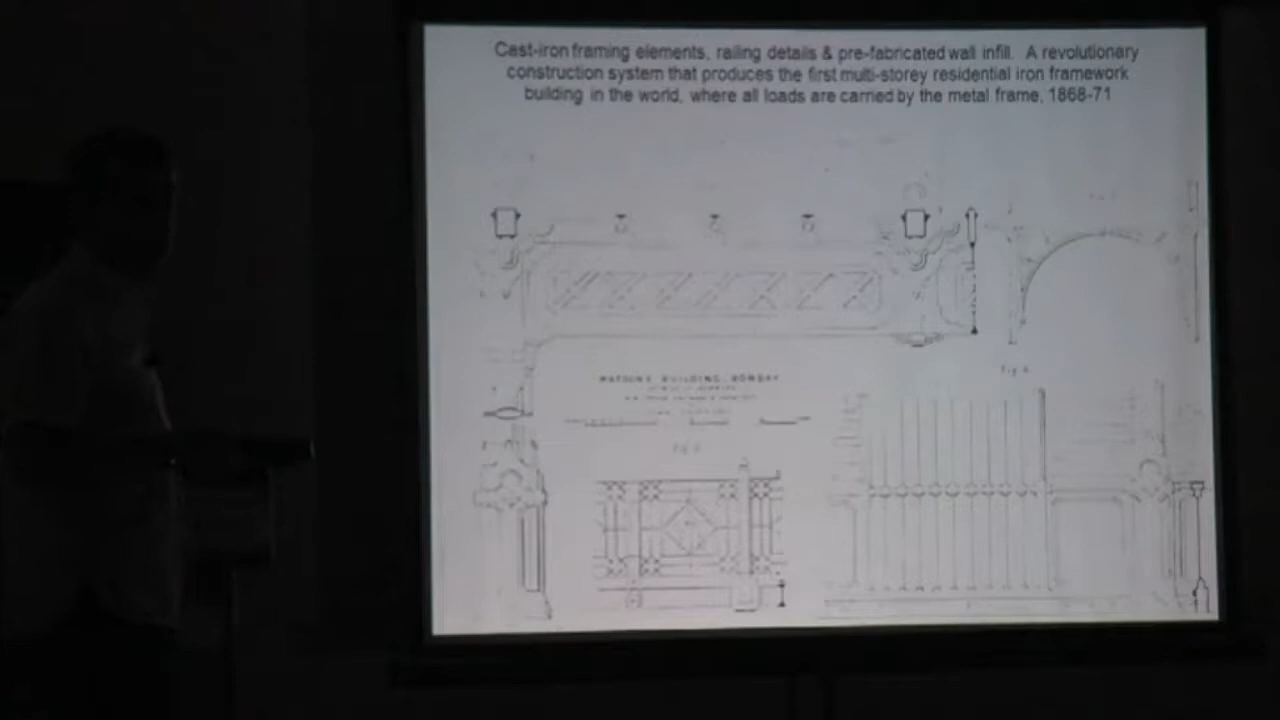 Cast-iron framing elements, railing details & pre-fabricated wall infill. A revolutionary
construction system that produces the first multi-storey residential iron framework
building in the world, where all loads are carried by the metal frame, 1868-71
WATSON'S BUILDING, BOMBAY